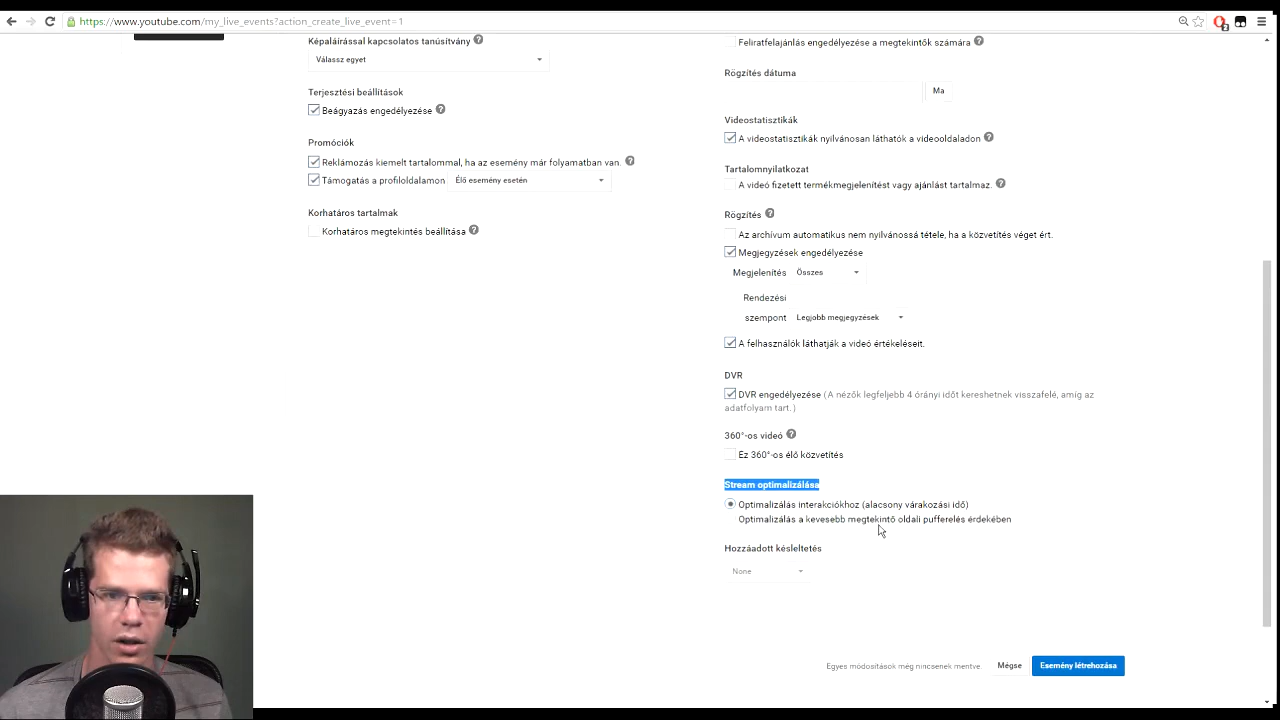 https://www.youtube.com/my_live_events?action_create_live_event=1
2
Képaláírással kapcsolatos tanúsítvány ?
Válassz egyet
Terjesztési beállítások
Beágyazás engedélyezése ?
Promóciók
Reklámozás kiemelt tartalommal, ha az esemény már folyamatban van. ?
Támogatás a profiloldalamon Élő esemény esetén
Korhatáros tartalmak
Korhatáros megtekintés beállítása ?
Feliratfelajánlás engedélyezése a megtekintők számára ?
Rögzítés dátuma
Ma
Videostatisztikák
A videostatisztikák nyilvánosan láthatók a videooldaladon ?
Tartalomnyilatkozat
A videó fizetett termékmegjelenítést vagy ajánlást tartalmaz. ?
Rögzítés ?
Az archívum automatikus nem nyilvánossá tétele, ha a közvetítés véget ért.
Megjegyzések engedélyezése
Megjelenítés Összes
Rendezési
szempont Legjobb megjegyzések
A felhasználók láthatják a videó értékeléseit.
DVR
DVR engedélyezése (A nézők legfeljebb 4 órányi időt kereshetnek visszafelé, amíg az
adatfolyam tart.)
360°-os videó ?
Ez 360°-os élő közvetítés
Stream optimalizálása
Optimalizálás interakciókhoz (alacsony várakozási idő)
Optimalizálás a kevesebb megtekintő oldali pufferelés érdekében
Hozzáadott késleltetés
None
Egyes módosítások még nincsenek mentve. Mégse Esemény létrehozása